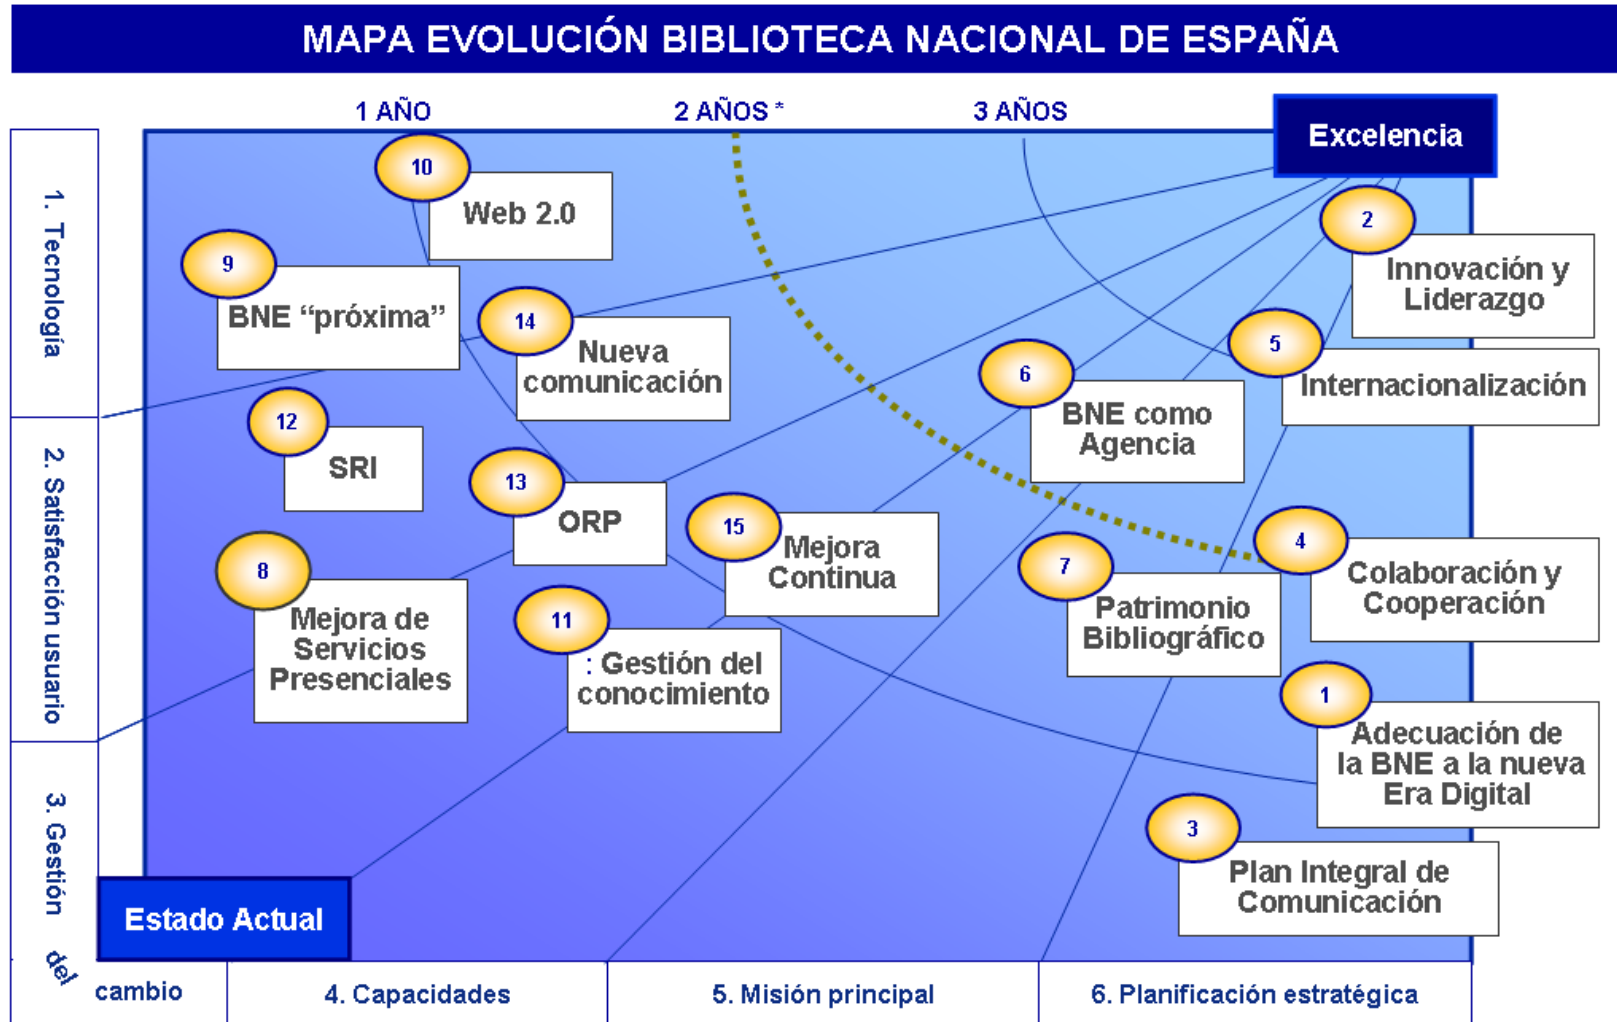 MAPA EVOLUCIÓN BIBLIOTECA NACIONAL DE ESPAÑA
1 AÑO
2 AÑOS *
3 AÑOS
Excelencia
1. Tecnología
2. Satisfacción usuario
3. Gestión del cambio
10
Web 2.0
2
Innovación y
Liderazgo
9
BNE “próxima”
14
Nueva
comunicación
5
Internacionalización
6
BNE como
Agencia
12
SRI
13
ORP
15
Mejora
Continua
4
Colaboración y
Cooperación
7
Patrimonio
Bibliográfico
8
Mejora de
Servicios
Presenciales
11
: Gestión del
conocimiento
1
Adecuación de
la BNE a la nueva
Era Digital
3
Plan Integral de
Comunicación
Estado Actual
4. Capacidades
5. Misión principal
6. Planificación estratégica